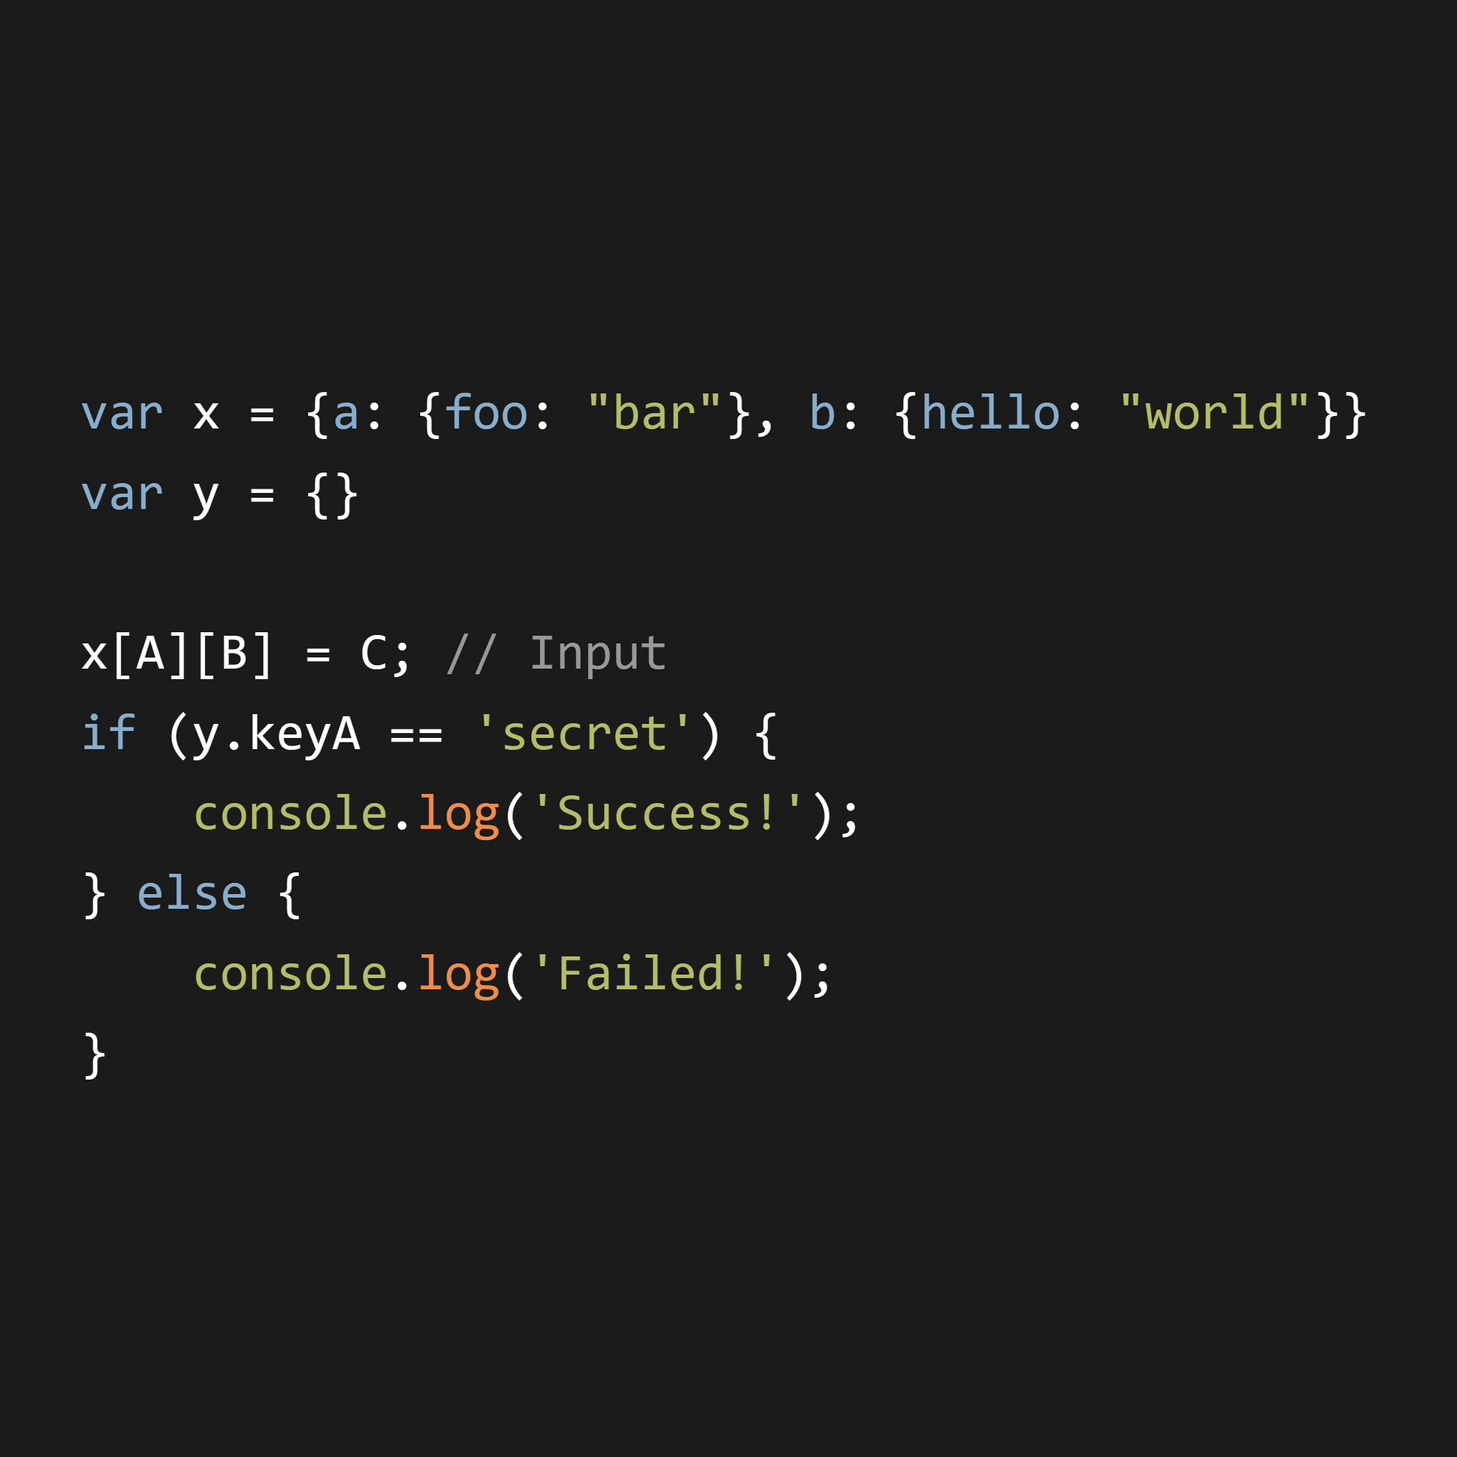 var x = {a: {foo: "bar"}, b: {hello: "world"}}
var y = {}

x[A][B] = C; // Input
if (y.keyA == 'secret') {
    console.log('Success!');
} else {
    console.log('Failed!');
}